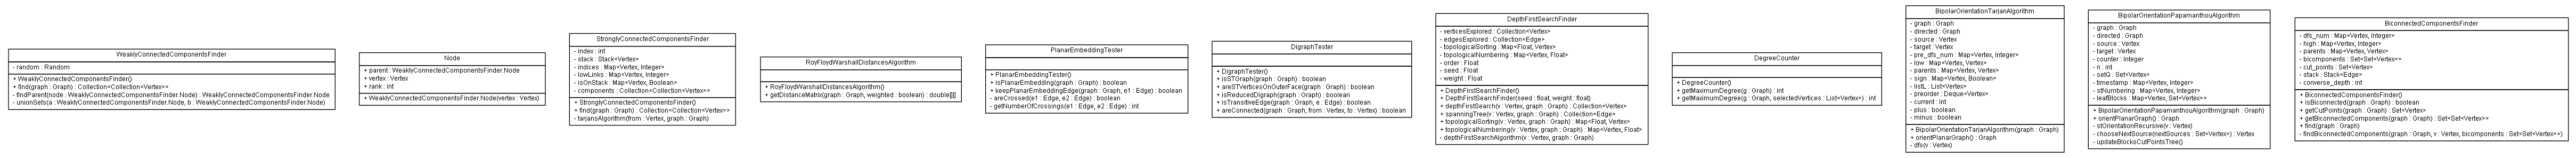 WeaklyConnectedComponentsFinder
- random : Random
+ WeaklyConnectedComponentsFinder()
+ find(graph : Graph) : Collection<Collection<Vertex>>
- findParent(node : WeaklyConnectedComponentsFinder.Node) : WeaklyConnectedComponentsFinder.Node
- unionSets(a : WeaklyConnectedComponentsFinder.Node, b : WeaklyConnectedComponentsFinder.Node)
Node
+ parent : WeaklyConnectedComponentsFinder.Node
+ vertex : Vertex
+ rank : int
+ WeaklyConnectedComponentsFinder.Node(vertex : Vertex)
StronglyConnectedComponentsFinder
- index : int
- stack : Stack<Vertex>
- indices : Map<Vertex, Integer>
- lowLinks : Map<Vertex, Integer>
- isOnStack : Map<Vertex, Boolean>
- components : Collection<Collection<Vertex>>
+ StronglyConnectedComponentsFinder()
+ find(graph : Graph) : Collection<Collection<Vertex>>
- tarjansAlgorithm(from : Vertex, graph : Graph)
RoyFloydWarshallDistancesAlgorithm
+ RoyFloydWarshallDistancesAlgorithm()
+ getDistanceMatrix(graph : Graph, weighted : boolean) : double[][]
PlanarEmbeddingTester
+ PlanarEmbeddingTester()
+ isPlanarEmbedding(graph : Graph) : boolean
+ keepPlanarEmbeddingEdge(graph : Graph, e1 : Edge) : boolean
- areCrossed(e1 : Edge, e2 : Edge) : boolean
- getNumberOfCrossings(e1 : Edge, e2 : Edge) : int
DigraphTester
+ DigraphTester()
+ isSTGraph(graph : Graph) : boolean
+ areSTVerticesOnOuterFace(graph : Graph) : boolean
+ isReducedDigraph(graph : Graph) : boolean
+ isTransitiveEdge(graph : Graph, e : Edge) : boolean
+ areConnected(graph : Graph, from : Vertex, to : Vertex) : boolean
DepthFirstSearchFinder
- verticesExplored : Collection<Vertex>
- edgesExplored : Collection<Edge>
- topologicalSorting : Map<Float, Vertex>
- topologicalNumbering : Map<Vertex, Float>
- order : Float
- seed : Float
- weight : Float
+ DepthFirstSearchFinder()
+ DepthFirstSearchFinder(seed : float, weight : float)
+ depthFirstSearch(v : Vertex, graph : Graph) : Collection<Vertex>
+ spanningTree(v : Vertex, graph : Graph) : Collection<Edge>
+ topologicalSorting(v : Vertex, graph : Graph) : Map<Float, Vertex>
+ topologicalNumbering(v : Vertex, graph : Graph) : Map<Vertex, Float>
- depthFirstSearchAlgorithm(v : Vertex, graph : Graph)
DegreeCounter
+ DegreeCounter()
+ getMaximumDegree(g : Graph) : int
+ getMaximumDegree(g : Graph, selectedVertices : List<Vertex>) : int
BipolarOrientationTarjanAlgorithm
- graph : Graph
- directed : Graph
- source : Vertex
- target : Vertex
- pre_dfs_num : Map<Vertex, Integer>
- low : Map<Vertex, Vertex>
- parents : Map<Vertex, Vertex>
- sign : Map<Vertex, Boolean>
- listL : List<Vertex>
- preorder : Deque<Vertex>
- current : int
- plus : boolean
- minus : boolean
+ BipolarOrientationTarjanAlgorithm(graph : Graph)
+ orientPlanarGraph() : Graph
- dfs(v : Vertex)
BipolarOrientationPapamanthouAlgorithm
- graph : Graph
- directed : Graph
- source : Vertex
- target : Vertex
- counter : Integer
- n : int
- setQ : Set<Vertex>
- timestamp : Map<Vertex, Integer>
- stNumbering : Map<Vertex, Integer>
- leafBlocks : Map<Vertex, Set<Vertex>>
+ BipolarOrientationPapamanthouAlgorithm(graph : Graph)
+ orientPlanarGraph() : Graph
- stOrientationRecursive(v : Vertex)
- chooseNextSource(nextSources : Set<Vertex>) : Vertex
- updateBlocksCutPointsTree()
BiconnectedComponentsFinder
- dfs_num : Map<Vertex, Integer>
- high : Map<Vertex, Integer>
- parents : Map<Vertex, Vertex>
- bicomponents : Set<Set<Vertex>>
- cut_points : Set<Vertex>
- stack : Stack<Edge>
- converse_depth : int
+ BiconnectedComponentsFinder()
+ isBiconnected(graph : Graph) : boolean
+ getCutPoints(graph : Graph) : Set<Vertex>
+ getBiconnectedComponents(graph : Graph) : Set<Set<Vertex>>
+ find(graph : Graph)
- findBiconnectedComponents(graph : Graph, v : Vertex, bicomponents : Set<Set<Vertex>>)